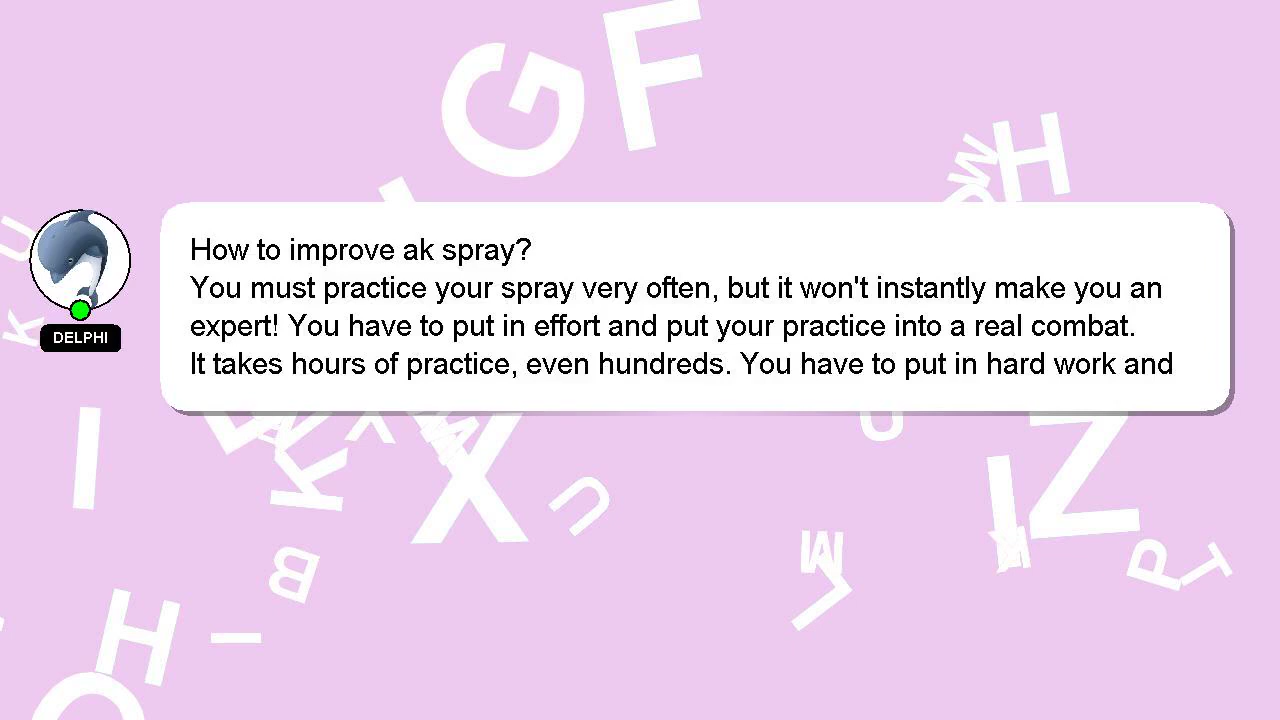 How to improve ak spray?
You must practice your spray very often, but it won't instantly make you an
expert! You have to put in effort and put your practice into a real combat.
It takes hours of practice, even hundreds. You have to put in hard work and
DELPHI
G
F
W
H
U
K
I
K
X
X
M
U
U
Z
I
K
B
M
L
P
T
H
I
O